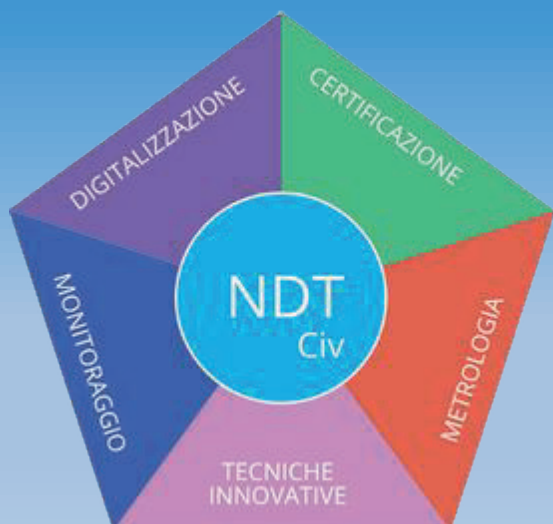 DIGITALIZZAZIONE
CERTIFICAZIONE
NDT
Civ
MONITORAGGIO
METROLOGIA
TECNICHE
INNOVATIVE